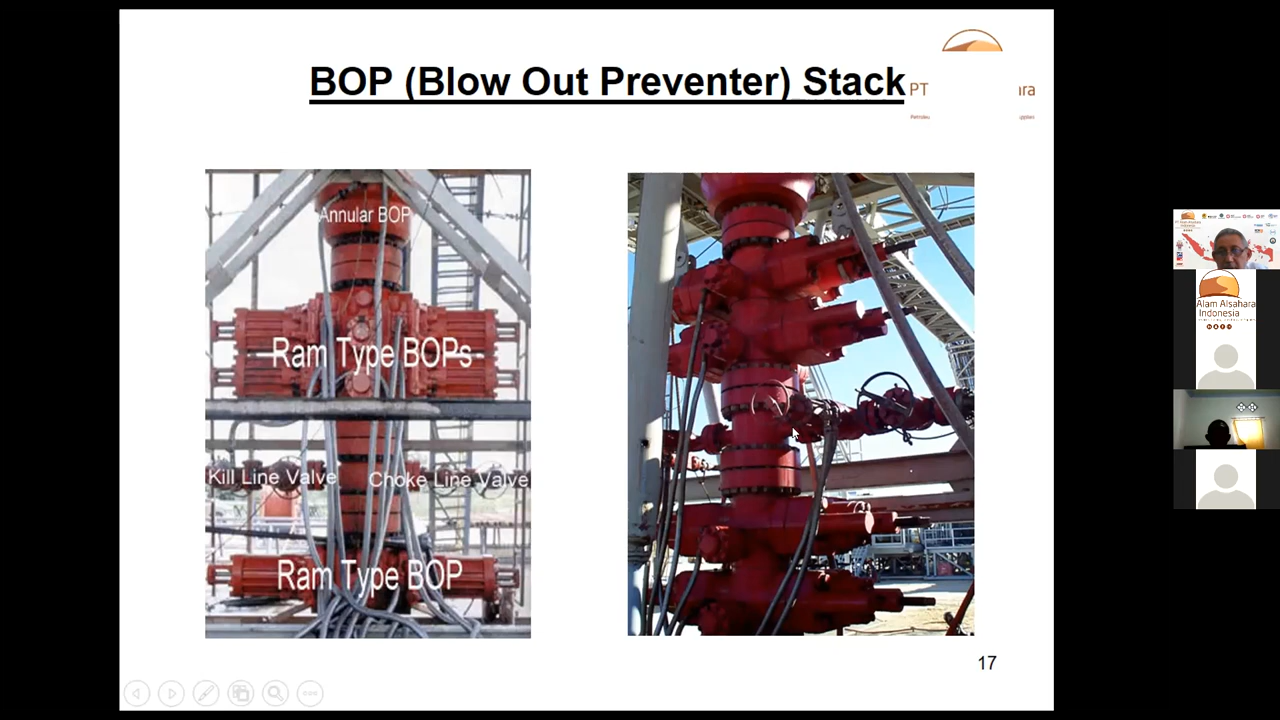 BOP (Blow Out Preventer) Stack
PT
Annular BOP
Ram Type BOPs
Kill Line Valve
Choke Line Valve
Ram Type BOP
17
Alam Alsahara
Indonesia